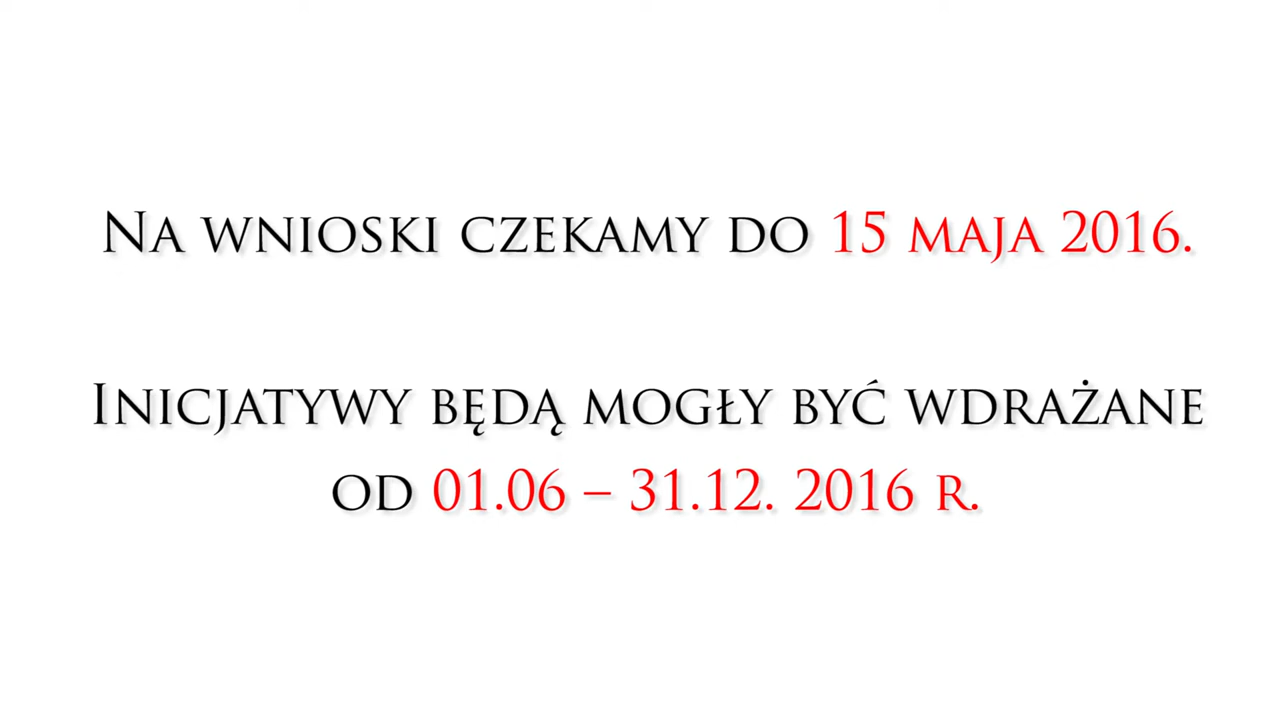 Na wnioski czekamy do 15 maja 2016.
Inicjatywy będą mogły być wdrażane
od 01.06 – 31.12. 2016 r.